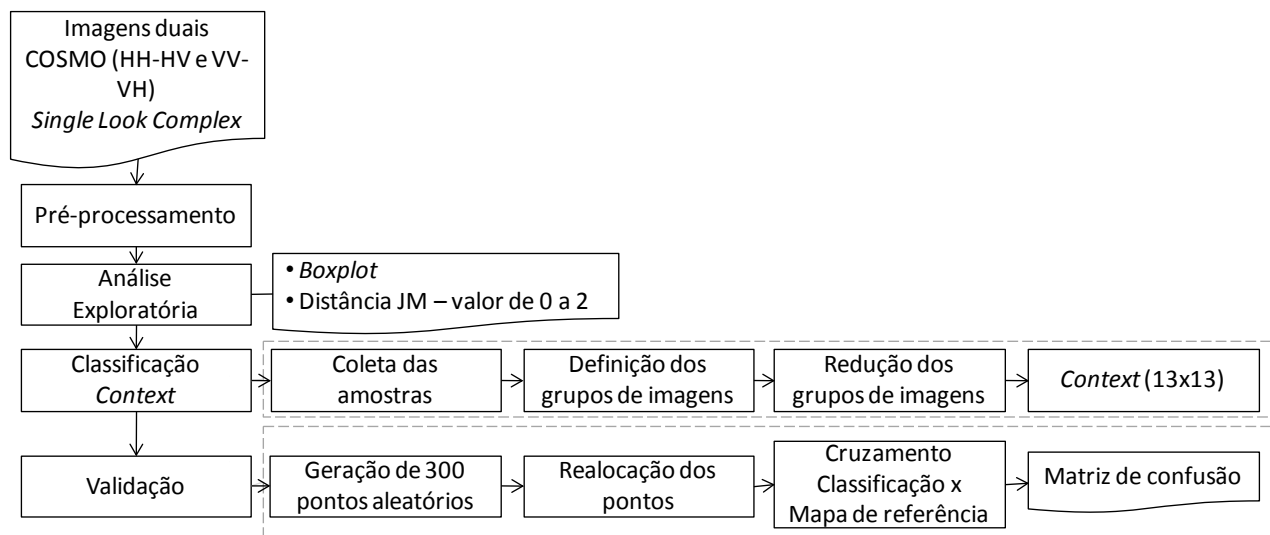 Imagens duais
COSMO (HH-HV e VV-
VH)
Single Look Complex
Pré-processamento
Análise
Exploratória
• Boxplot
• Distância JM – valor de 0 a 2
Classificação
Context
Coleta das
amostras
Definição dos
grupos de imagens
Redução dos
grupos de imagens
Context (13x13)
Validação
Geração de 300
pontos aleatórios
Realocação dos
pontos
Cruzamento
Classificação x
Mapa de referência
Matriz de confusão